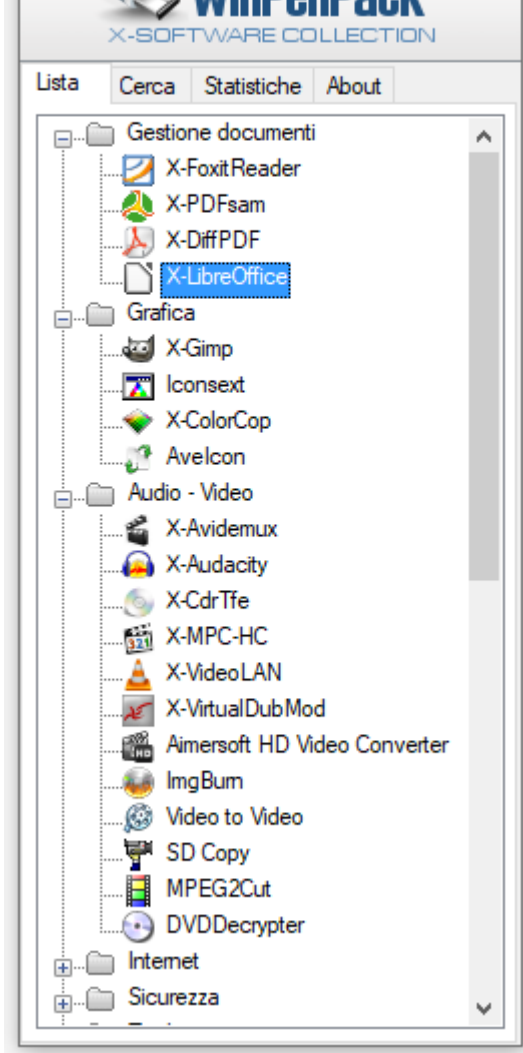 WinPenPack
X-SOFTWARE COLLECTION
Lista Cerca Statistiche About
Gestione documenti
X-FoxitReader
X-PDFsam
X-DiffPDF
X-LibreOffice
Grafica
X-Gimp
Iconsext
X-ColorCop
AveIcon
Audio - Video
X-Avidemux
X-Audacity
X-CdrTfe
X-MPC-HC
X-VideoLAN
X-VirtualDubMod
Aimersoft HD Video Converter
ImgBurn
Video to Video
SD Copy
MPEG2Cut
DVDDecrypter
Internet
Sicurezza